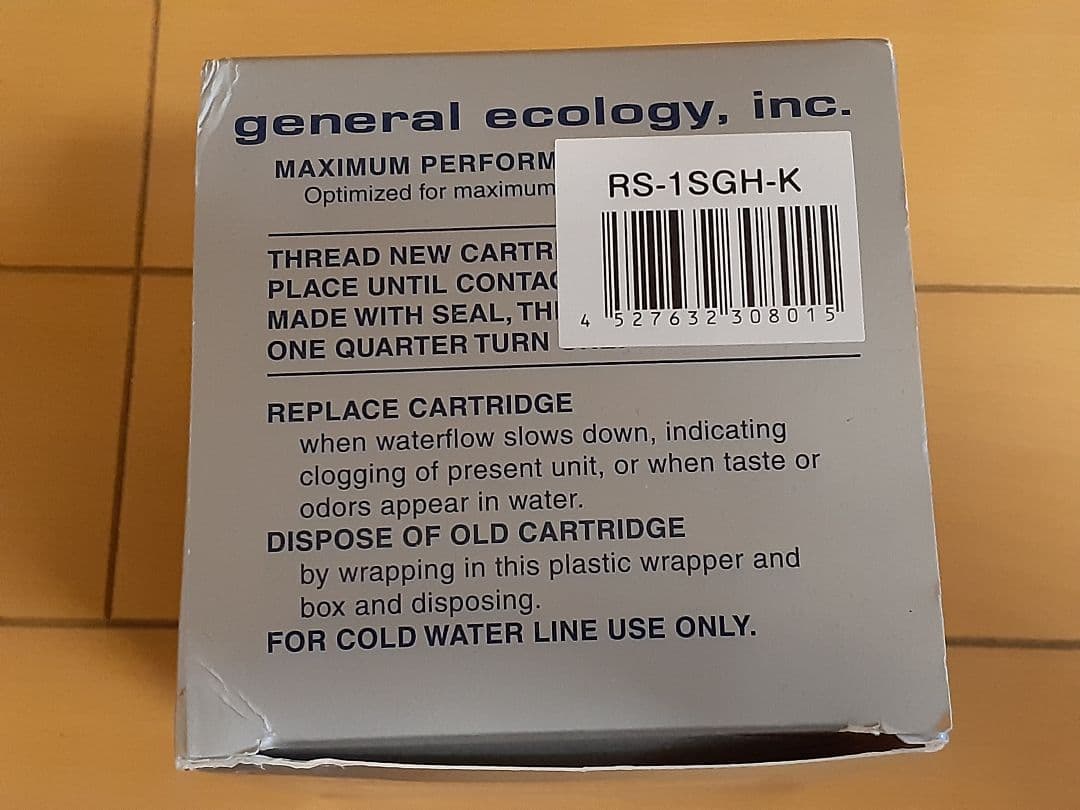 general ecology, inc.
MAXIMUM PERFORM
Optimized for maximum
RS-1SGH-K
4 527632 308015
THREAD NEW CARTR
PLACE UNTIL CONTAC
MADE WITH SEAL, TH
ONE QUARTER TURN
REPLACE CARTRIDGE
when waterflow slows down, indicating
clogging of present unit, or when taste or
odors appear in water.
DISPOSE OF OLD CARTRIDGE
by wrapping in this plastic wrapper and
box and disposing.
FOR COLD WATER LINE USE ONLY.